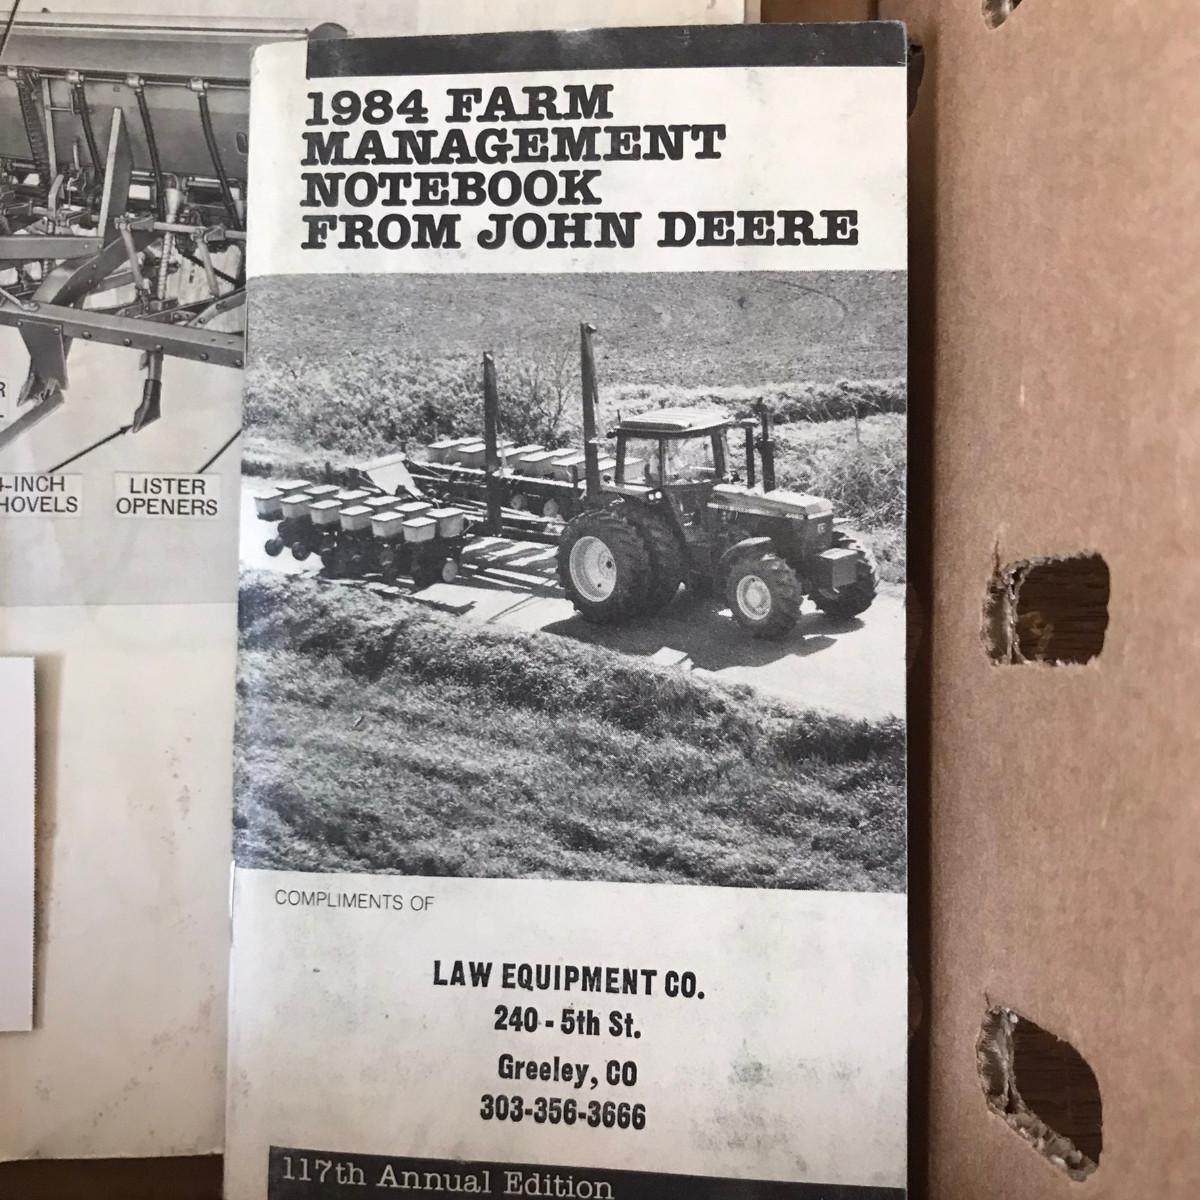 1984 FARM
MANAGEMENT
NOTEBOOK
FROM JOHN DEERE
COMPLIMENTS OF
LAW EQUIPMENT CO.
240 - 5th St.
Greeley, CO
303-356-3666
117th Annual Edition
-INCH
LISTER
OPENERS